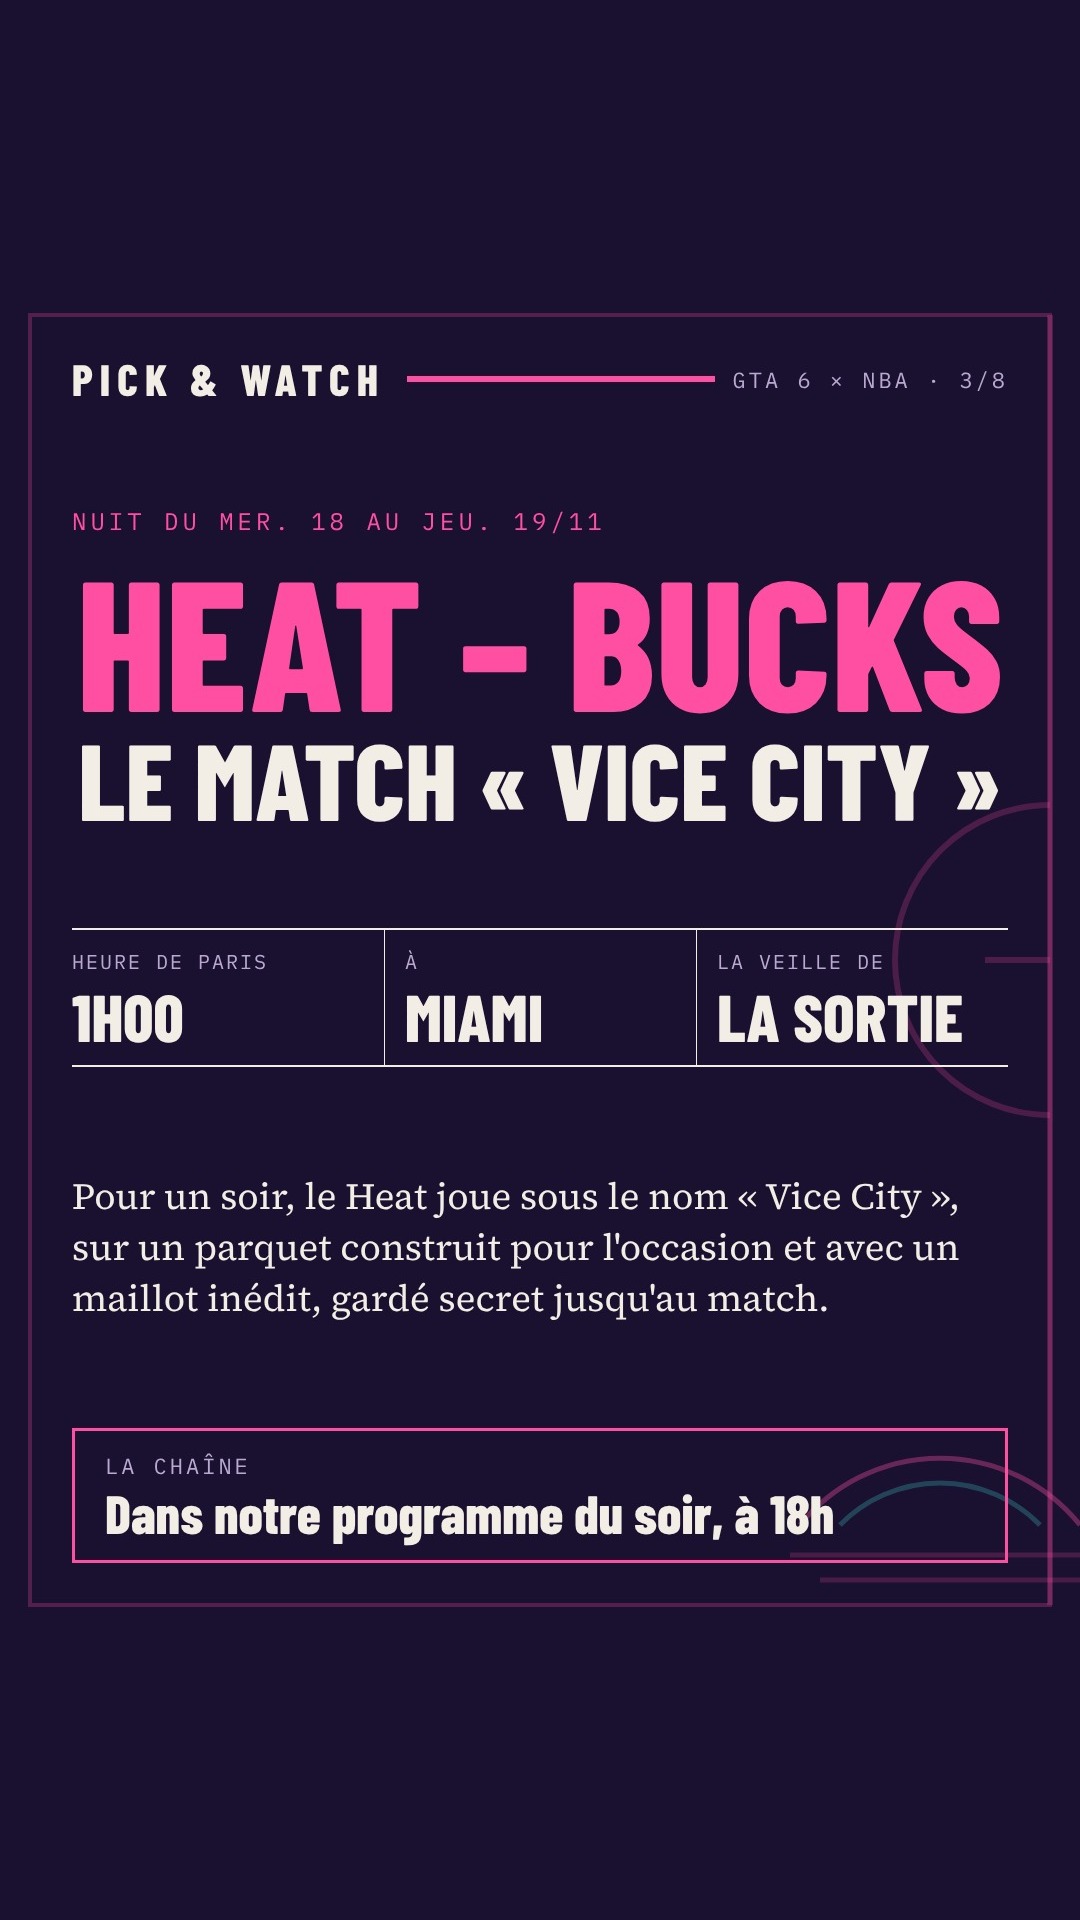 PICK & WATCH
GTA 6 × NBA · 3/8
NUIT DU MER. 18 AU JEU. 19/11
HEAT – BUCKS
LE MATCH « VICE CITY »
HEURE DE PARIS
1H00
À
MIAMI
LA VEILLE DE
LA SORTIE
Pour un soir, le Heat joue sous le nom « Vice City »,
sur un parquet construit pour l'occasion et avec un
maillot inédit, gardé secret jusqu'au match.
LA CHAÎNE
Dans notre programme du soir, à 18h